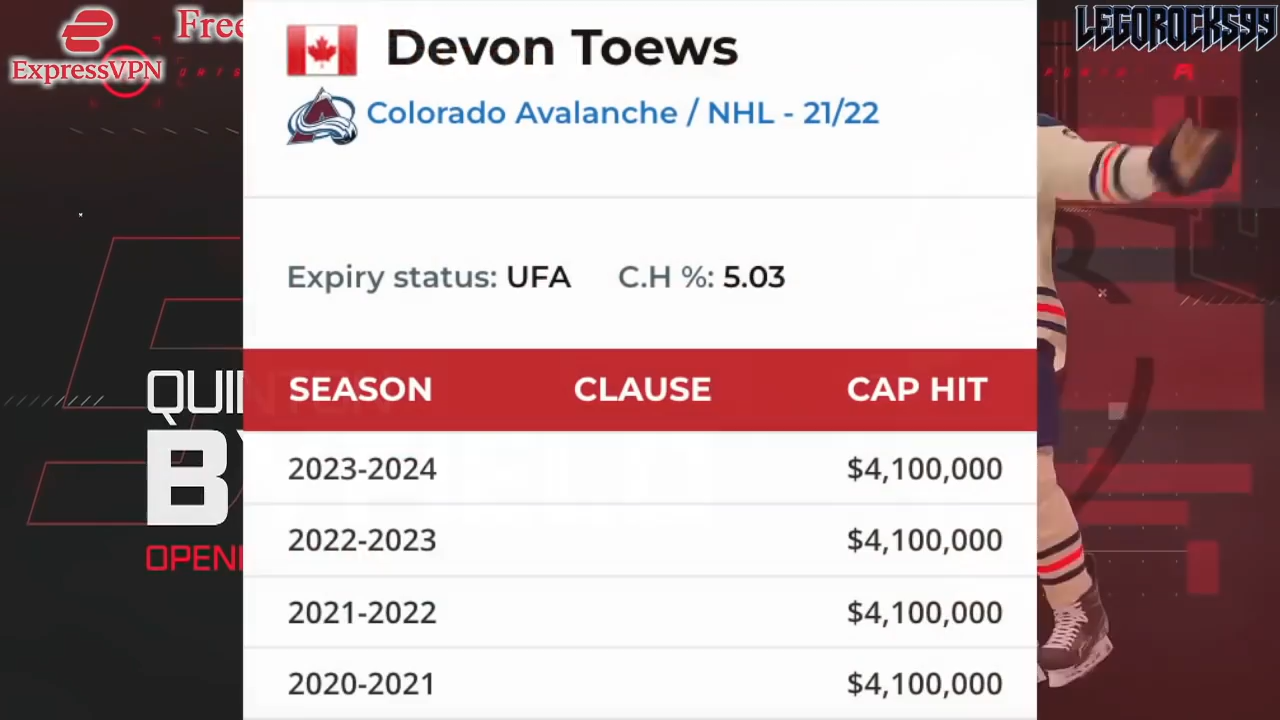 ExpressVPN
Free
LEGOROCKS99
Devon Toews
Colorado Avalanche / NHL - 21/22
Expiry status: UFA C.H %: 5.03
SEASON CLAUSE CAP HIT
2023-2024 $4,100,000
2022-2023 $4,100,000
2021-2022 $4,100,000
2020-2021 $4,100,000
QUIN
B
OPENI